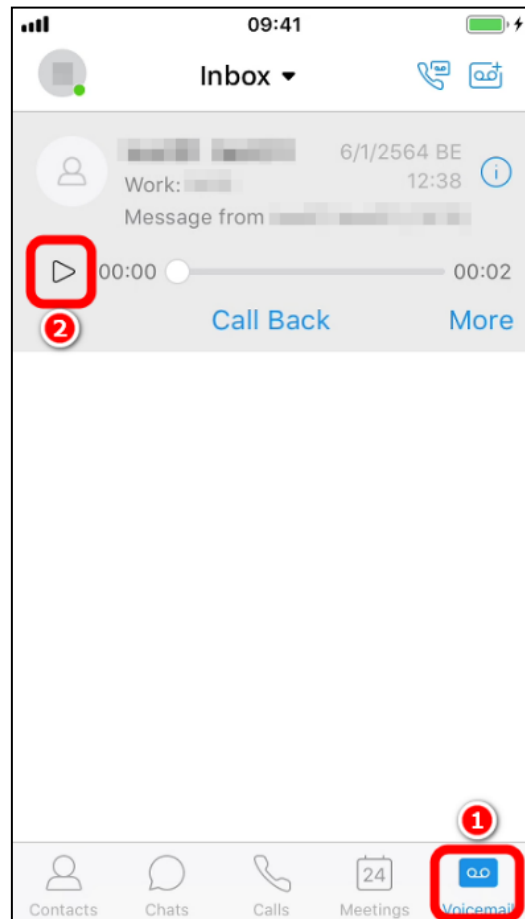 09:41
Inbox
6/1/2564 BE
Work:
12:38
Message from
00:00
00:02
2
Call Back
More
1
24
Contacts
Chats
Calls
Meetings
Voicemail